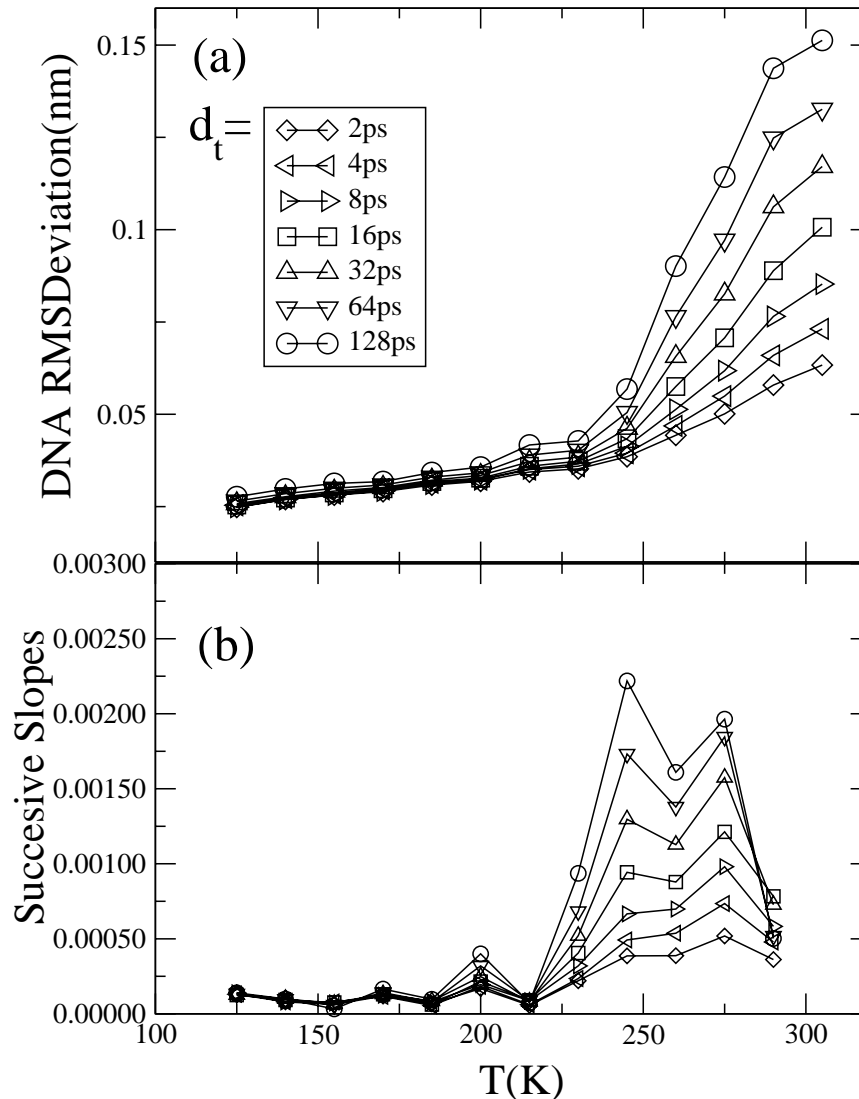 (a)
0.15
0.1
0.05
DNA RMSDeviation(nm)
d_t=
2ps
4ps
8ps
16ps
32ps
64ps
128ps
(b)
0.00300
0.00250
0.00200
0.00150
0.00100
0.00050
0.00000
Succesive Slopes
100 150 200 250 300
T(K)